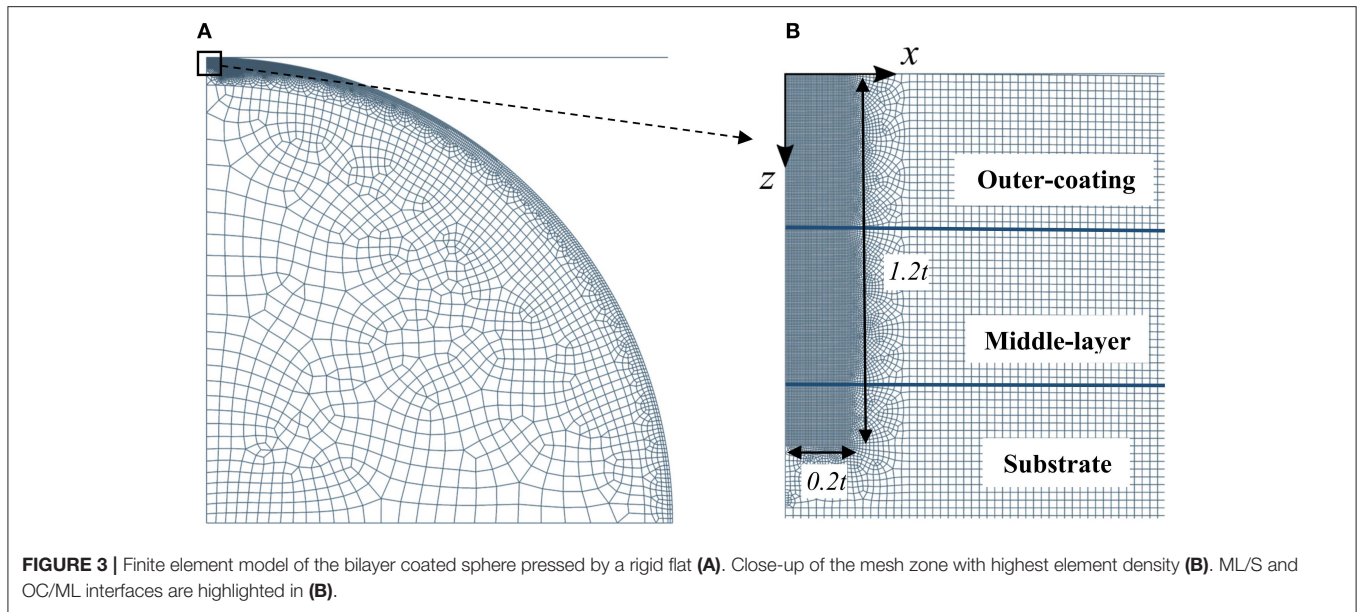 A
B
x
z
Outer-coating
1.2t
Middle-layer
Substrate
0.2t
FIGURE 3 | Finite element model of the bilayer coated sphere pressed by a rigid flat (A). Close-up of the mesh zone with highest element density (B). ML/S and
OC/ML interfaces are highlighted in (B).